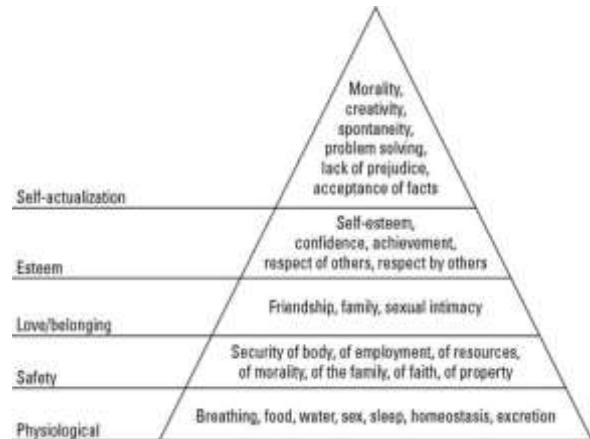 Morality,
creativity,
spontaneity,
problem solving,
lack of prejudice,
acceptance of facts
Self-actualization
Self-esteem,
confidence, achievement,
respect of others, respect by others
Esteem
Friendship, family, sexual intimacy
Love/belonging
Security of body, of employment, of resources,
of morality, of the family, of faith, of property
Safety
Breathing, food, water, sex, sleep, homeostasis, excretion
Physiological